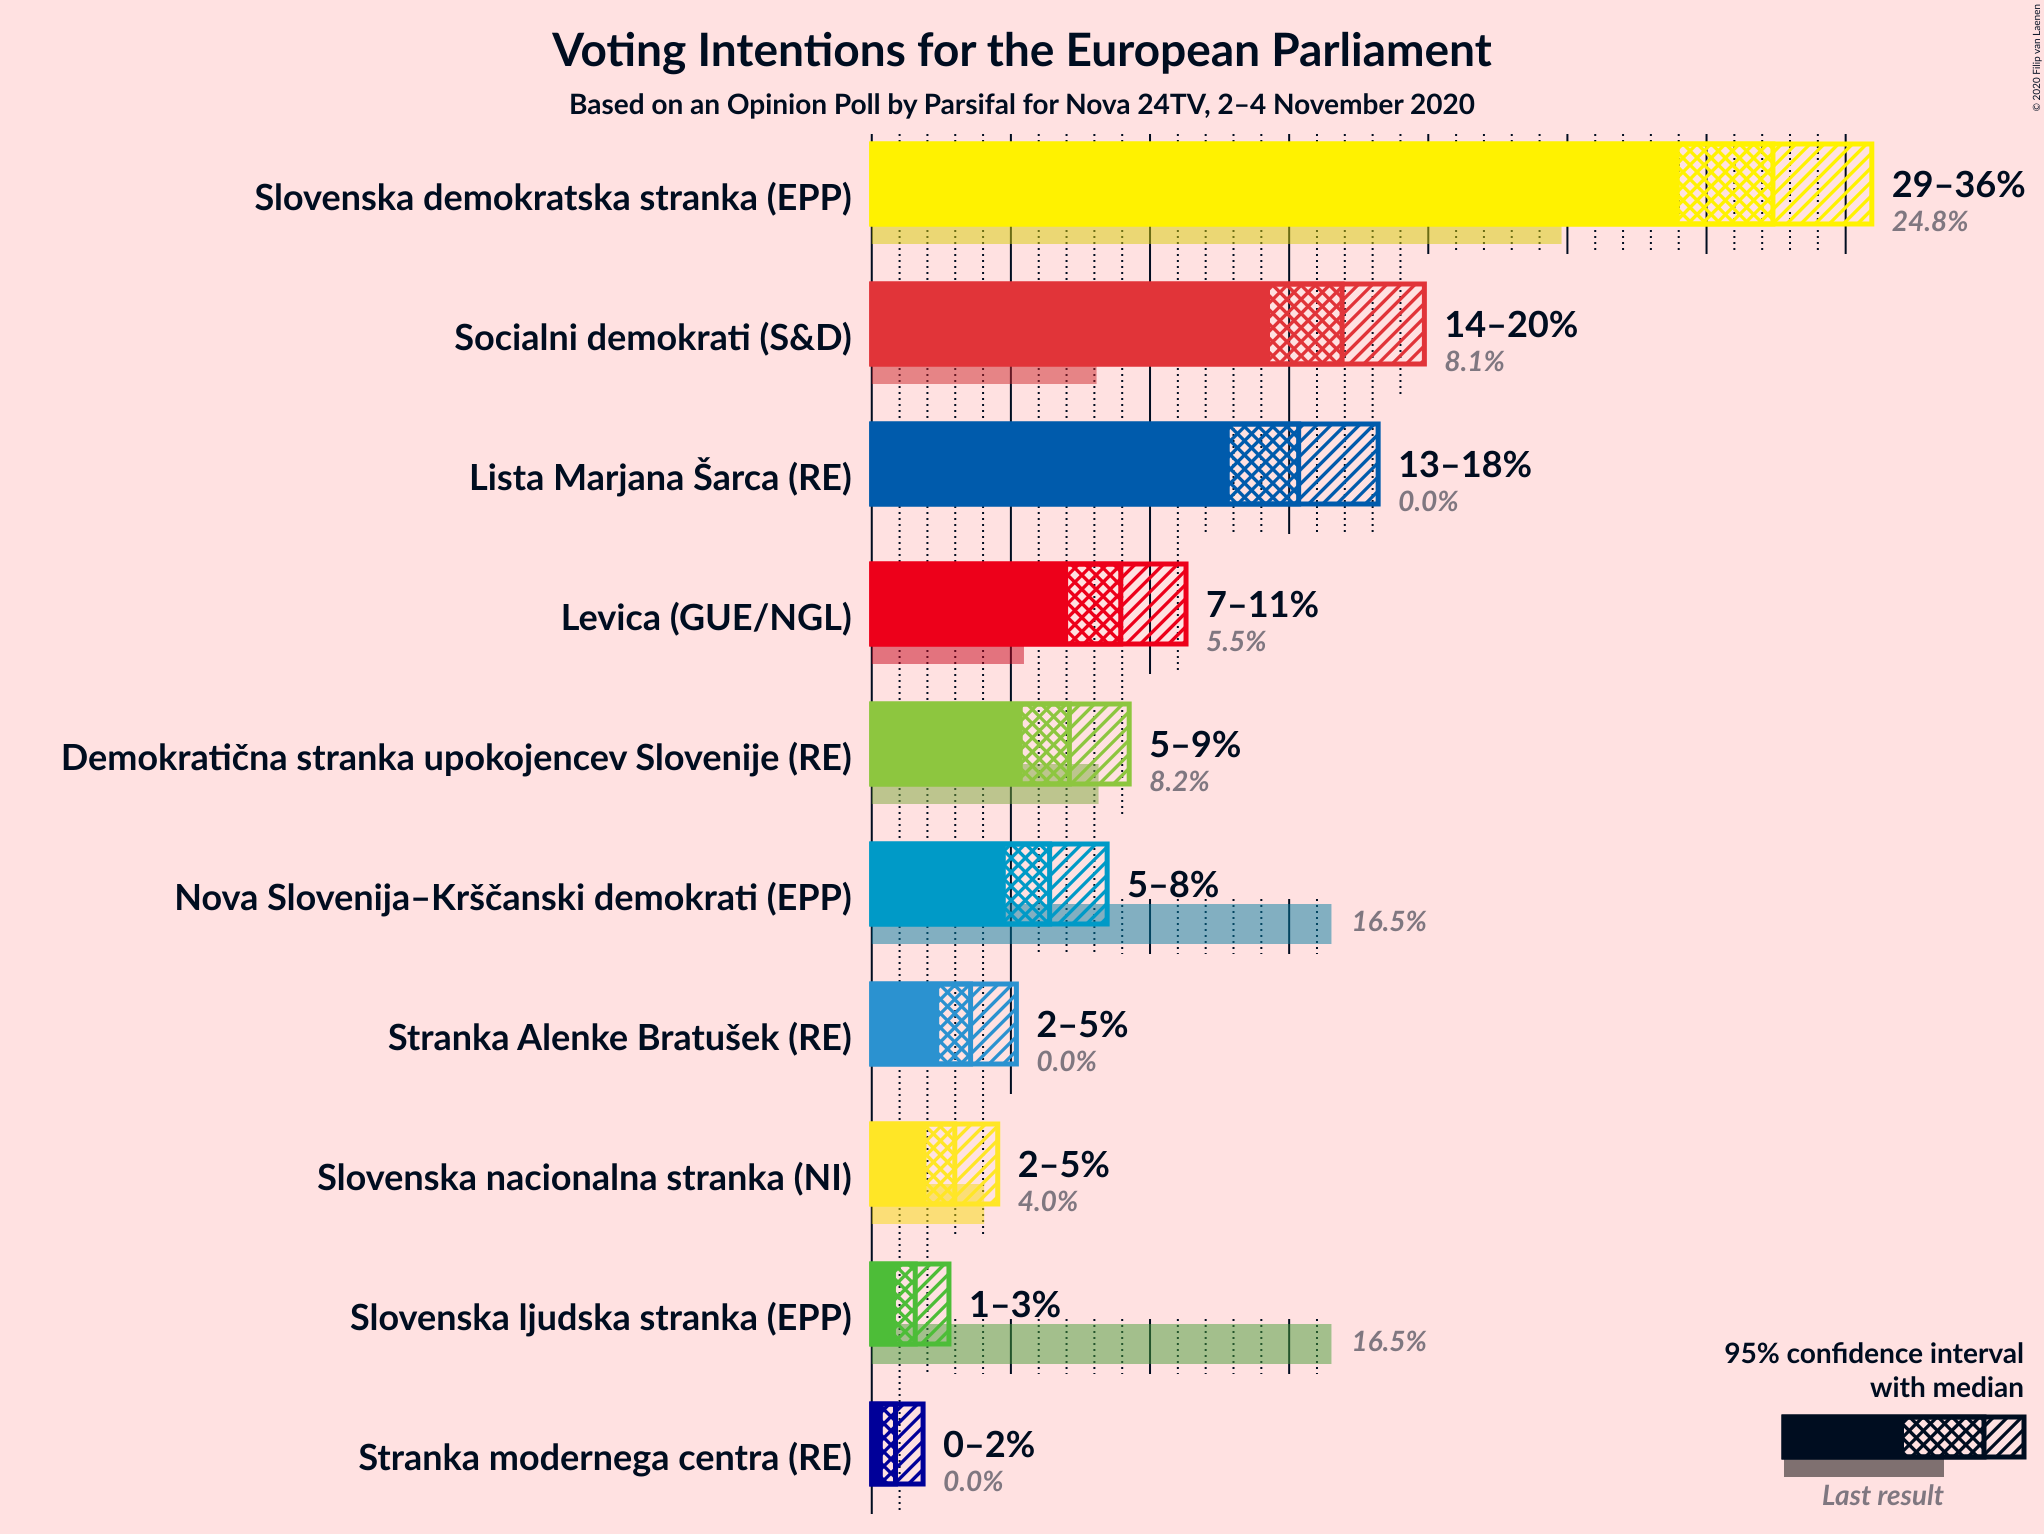 Voting Intentions for the European Parliament
Based on an Opinion Poll by Parsifal for Nova 24TV, 2–4 November 2020
© 2020 Filip van Laenen
Slovenska demokratska stranka (EPP)
29–36%
24.8%
Socialni demokrati (S&D)
14–20%
8.1%
Lista Marjana Šarca (RE)
13–18%
0.0%
Levica (GUE/NGL)
7–11%
5.5%
Demokratična stranka upokojencev Slovenije (RE)
5–9%
8.2%
Nova Slovenija–Krščanski demokrati (EPP)
5–8%
16.5%
Stranka Alenke Bratušek (RE)
2–5%
0.0%
Slovenska nacionalna stranka (NI)
2–5%
4.0%
Slovenska ljudska stranka (EPP)
1–3%
16.5%
Stranka modernega centra (RE)
0–2%
0.0%
95% confidence interval
with median
Last result